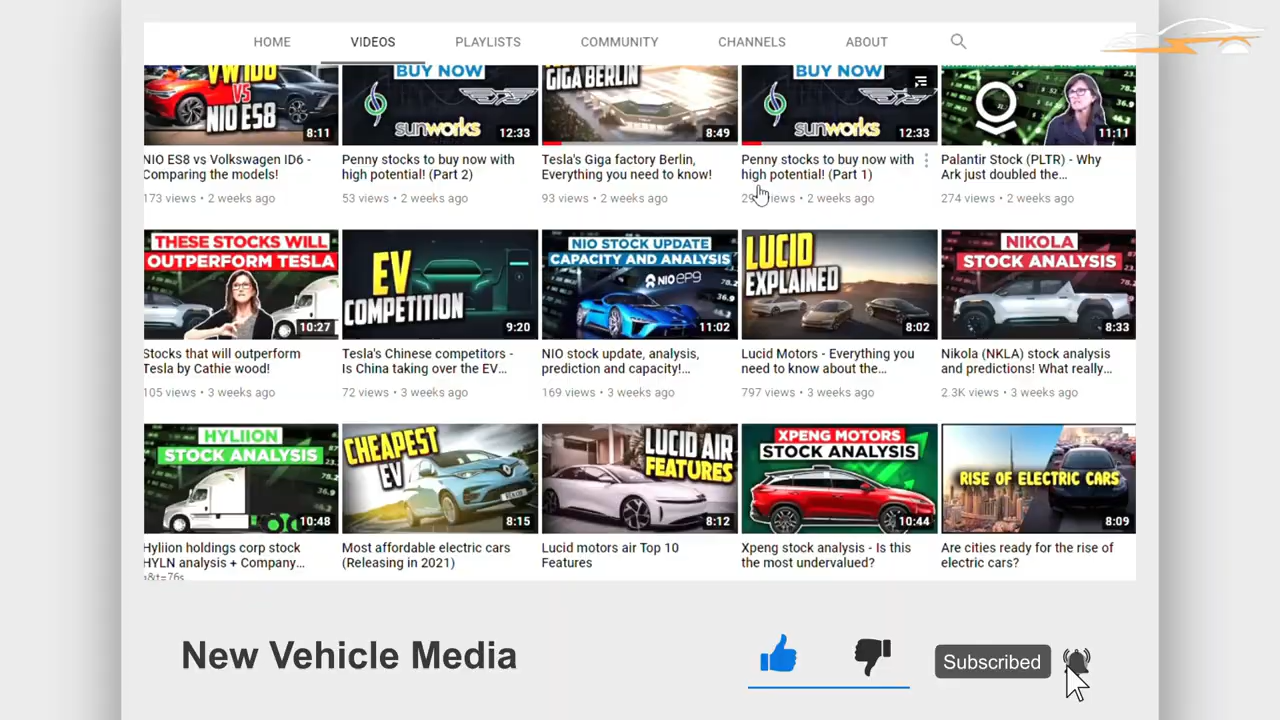 HOME VIDEOS PLAYLISTS COMMUNITY CHANNELS ABOUT
VW ID6
VS
NIO ES8
8:11
BUY NOW
sunworks
12:33
GIGA BERLIN
8:49
BUY NOW
sunworks
12:33
11:11
NIO ES8 vs Volkswagen ID6 -
Comparing the models!
173 views • 2 weeks ago
Penny stocks to buy now with
high potential! (Part 2)
53 views • 2 weeks ago
Tesla's Giga factory Berlin,
Everything you need to know!
93 views • 2 weeks ago
Penny stocks to buy now with
high potential! (Part 1)
views • 2 weeks ago
Palantir Stock (PLTR) - Why
Ark just doubled the...
274 views • 2 weeks ago
THESE STOCKS WILL
OUTPERFORM TESLA
10:27
EV
COMPETITION
9:20
NIO STOCK UPDATE
CAPACITY AND ANALYSIS
NIO EP9
11:02
LUCID
EXPLAINED
8:02
NIKOLA
STOCK ANALYSIS
8:33
Stocks that will outperform
Tesla by Cathie wood!
105 views • 3 weeks ago
Tesla's Chinese competitors -
Is China taking over the EV...
72 views • 3 weeks ago
NIO stock update, analysis,
prediction and capacity!...
169 views • 3 weeks ago
Lucid Motors - Everything you
need to know about the...
797 views • 3 weeks ago
Nikola (NKLA) stock analysis
and predictions! What really...
2.3K views • 3 weeks ago
HYLIION
STOCK ANALYSIS
10:48
CHEAPEST
EV
8:15
LUCID AIR
FEATURES
8:12
XPENG MOTORS
STOCK ANALYSIS
10:44
RISE OF ELECTRIC CARS
8:09
Hyliion holdings corp stock
HYLN analysis + Company...
Most affordable electric cars
(Releasing in 2021)
Lucid motors air Top 10
Features
Xpeng stock analysis - Is this
the most undervalued?
Are cities ready for the rise of
electric cars?
a&t=76s
New Vehicle Media
Subscribed